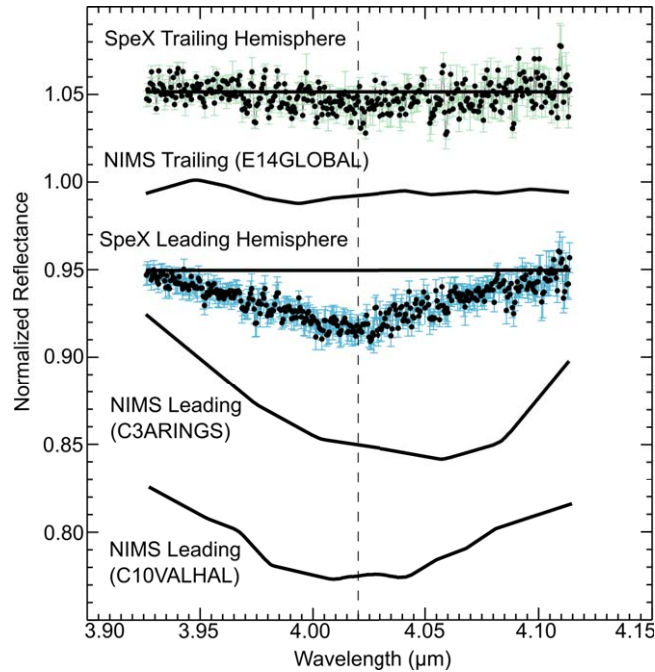 SpeX Trailing Hemisphere
1.05
NIMS Trailing (E14GLOBAL)
1.00
SpeX Leading Hemisphere
0.95
Normalized Reflectance
0.90
NIMS Leading
(C3ARINGS)
0.85
0.80
NIMS Leading
(C10VALHAL)
3.90 3.95 4.00 4.05 4.10 4.15
Wavelength (μm)